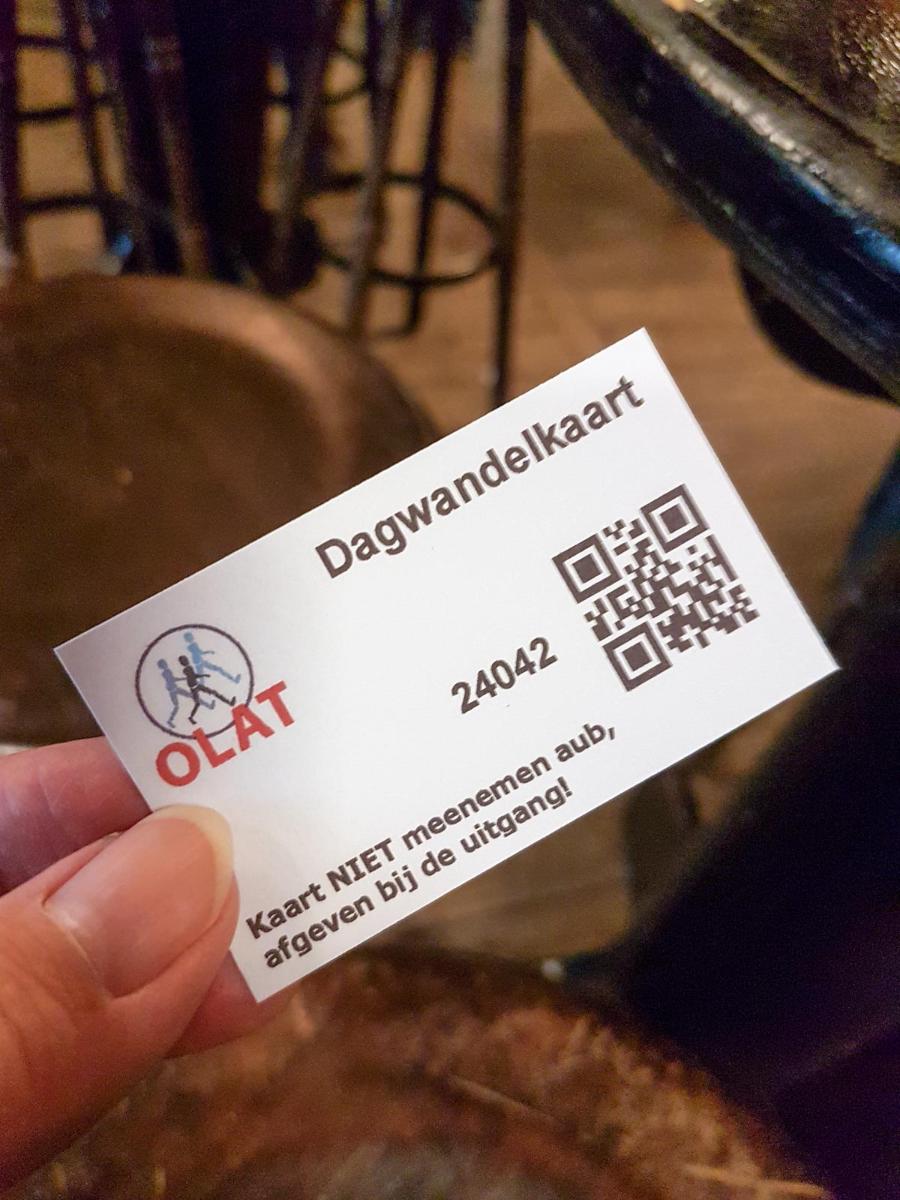 Dagwandelkaart
OLAT
24042
Kaart NIET meenemen aub,
afgeven bij de uitgang!